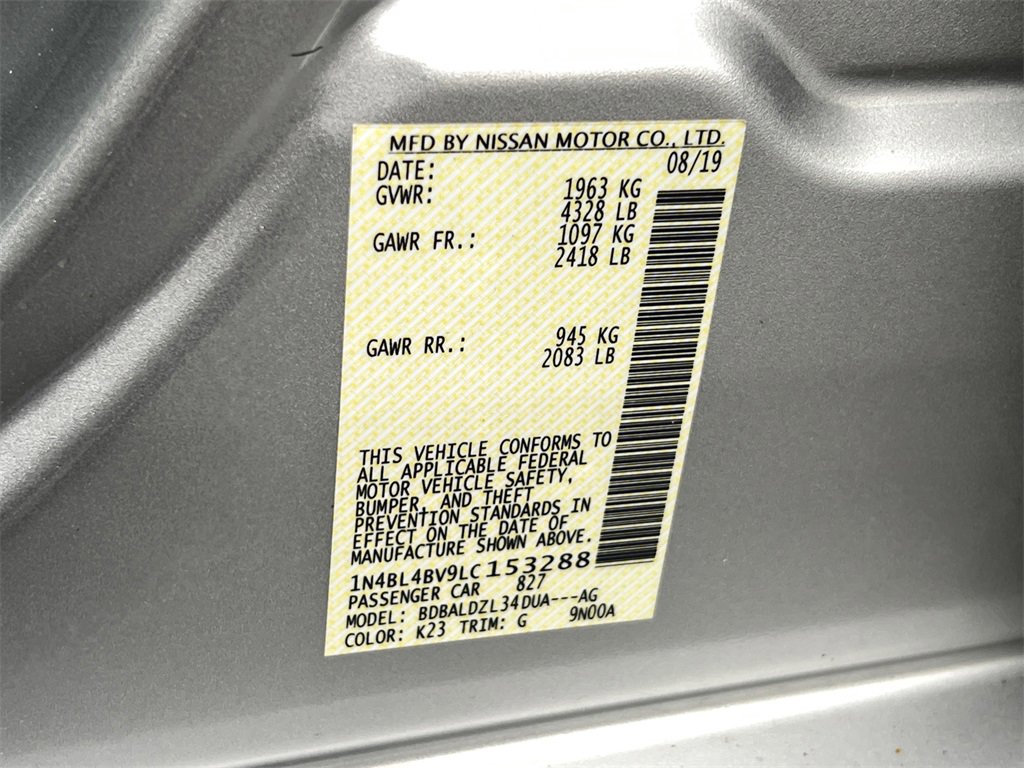 MFD BY NISSAN MOTOR CO., LTD.
DATE: 08/19
GVWR: 1963 KG
4328 LB
GAWR FR.: 1097 KG
2418 LB
GAWR RR.: 945 KG
2083 LB
THIS VEHICLE CONFORMS TO
ALL APPLICABLE FEDERAL
MOTOR VEHICLE SAFETY,
BUMPER, AND THEFT
PREVENTION STANDARDS IN
EFFECT ON THE DATE OF
MANUFACTURE SHOWN ABOVE.
1N4BL4BV9LC153288
PASSENGER CAR 827
MODEL: BDBALDZL34DUA---AG
COLOR: K23 TRIM: G 9N00A